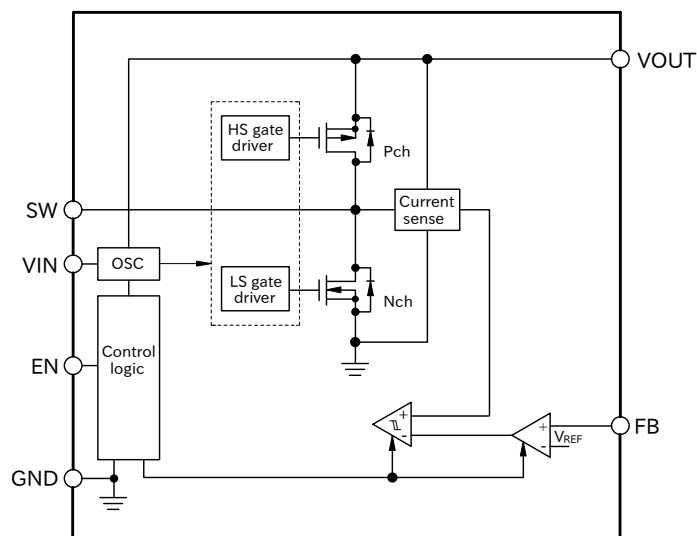 VOUT
HS gate
driver
Pch
SW
Current
sense
VIN
OSC
LS gate
driver
Nch
Control
logic
EN
+
-
+
VREF
-
FB
GND